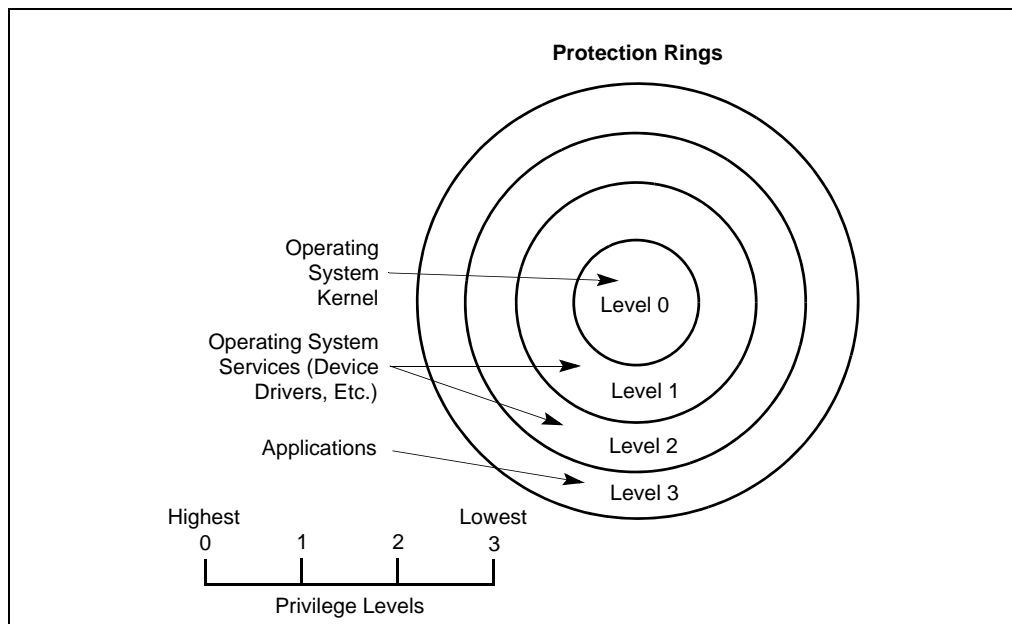 Protection Rings
Operating
System
Kernel
Level 0
Operating System
Services (Device
Drivers, Etc.)
Level 1
Level 2
Applications
Level 3
Highest
Lowest
0
1
2
3
Privilege Levels